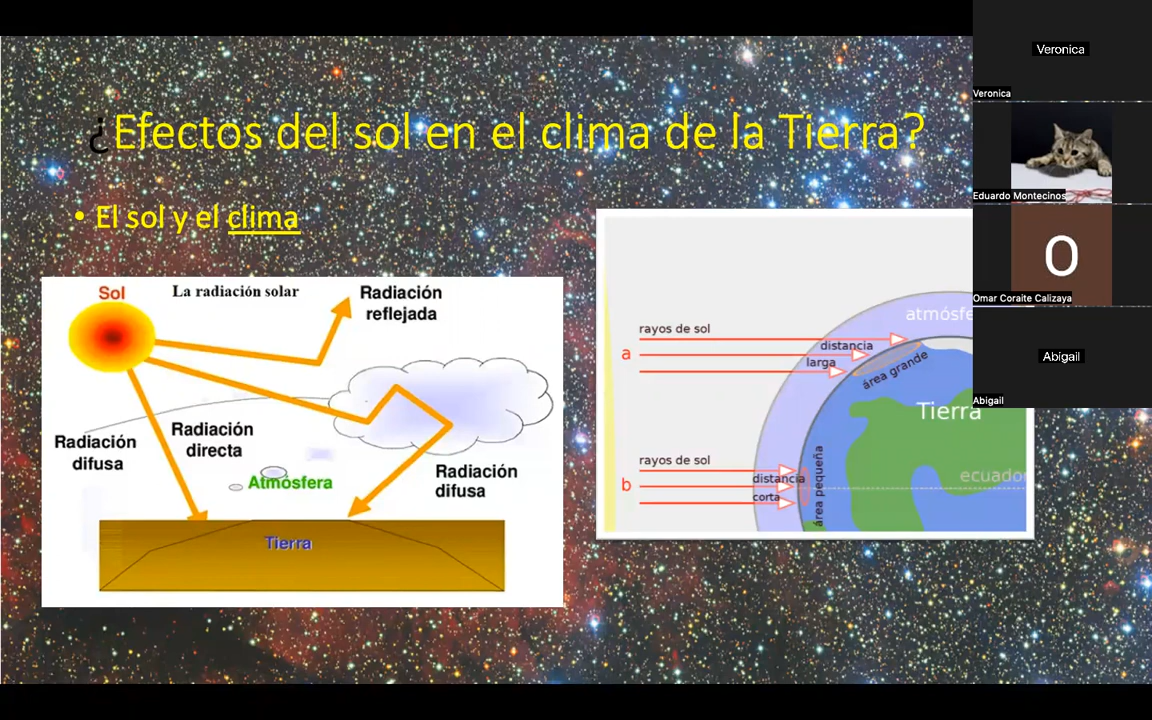 ¿Efectos del sol en el clima de la Tierra?
• El sol y el clima
Sol
La radiación solar
Radiación
reflejada
Radiación
difusa
Radiación
directa
Atmósfera
Radiación
difusa
Tierra
atmósfe
rayos de sol
a
distancia
larga
área grande
Tierra
rayos de sol
b
distancia
corta
área pequeña
ecuador
Veronica
Veronica
Eduardo Montecinos
O
Omar Coraite Calizaya
Abigail
Abigail